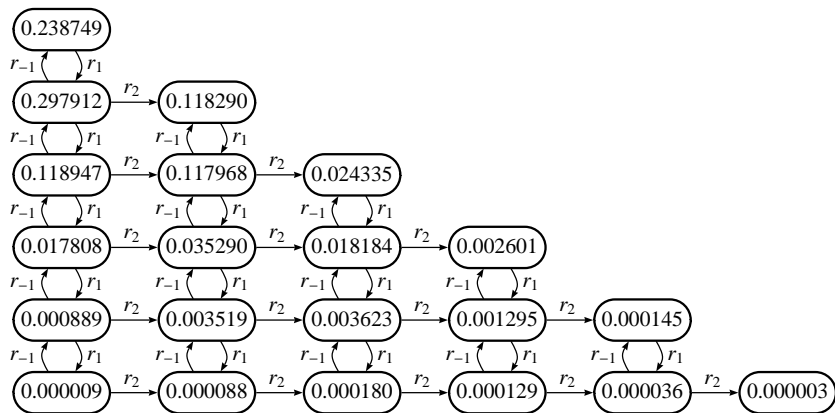 0.238749
r₋₁ r₁
0.297912 r₂ 0.118290
r₋₁ r₁ r₋₁ r₁
0.118947 r₂ 0.117968 r₂ 0.024335
r₋₁ r₁ r₋₁ r₁ r₋₁ r₁
0.017808 r₂ 0.035290 r₂ 0.018184 r₂ 0.002601
r₋₁ r₁ r₋₁ r₁ r₋₁ r₁ r₋₁ r₁
0.000889 r₂ 0.003519 r₂ 0.003623 r₂ 0.001295 r₂ 0.000145
r₋₁ r₁ r₋₁ r₁ r₋₁ r₁ r₋₁ r₁ r₋₁ r₁
0.000009 r₂ 0.000088 r₂ 0.000180 r₂ 0.000129 r₂ 0.000036 r₂ 0.000003